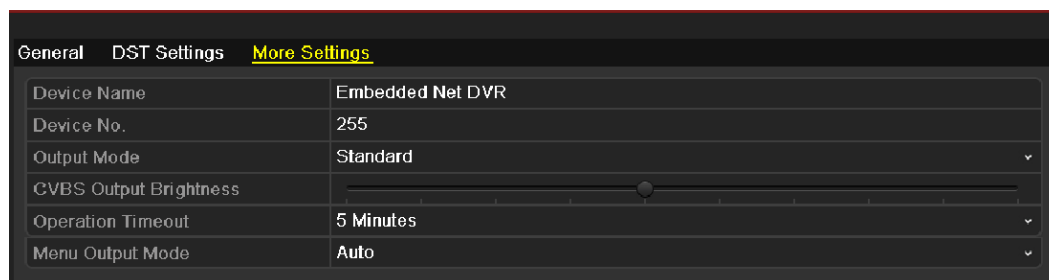 General DST Settings More Settings
Device Name Embedded Net DVR
Device No. 255
Output Mode Standard
CVBS Output Brightness
Operation Timeout 5 Minutes
Menu Output Mode Auto